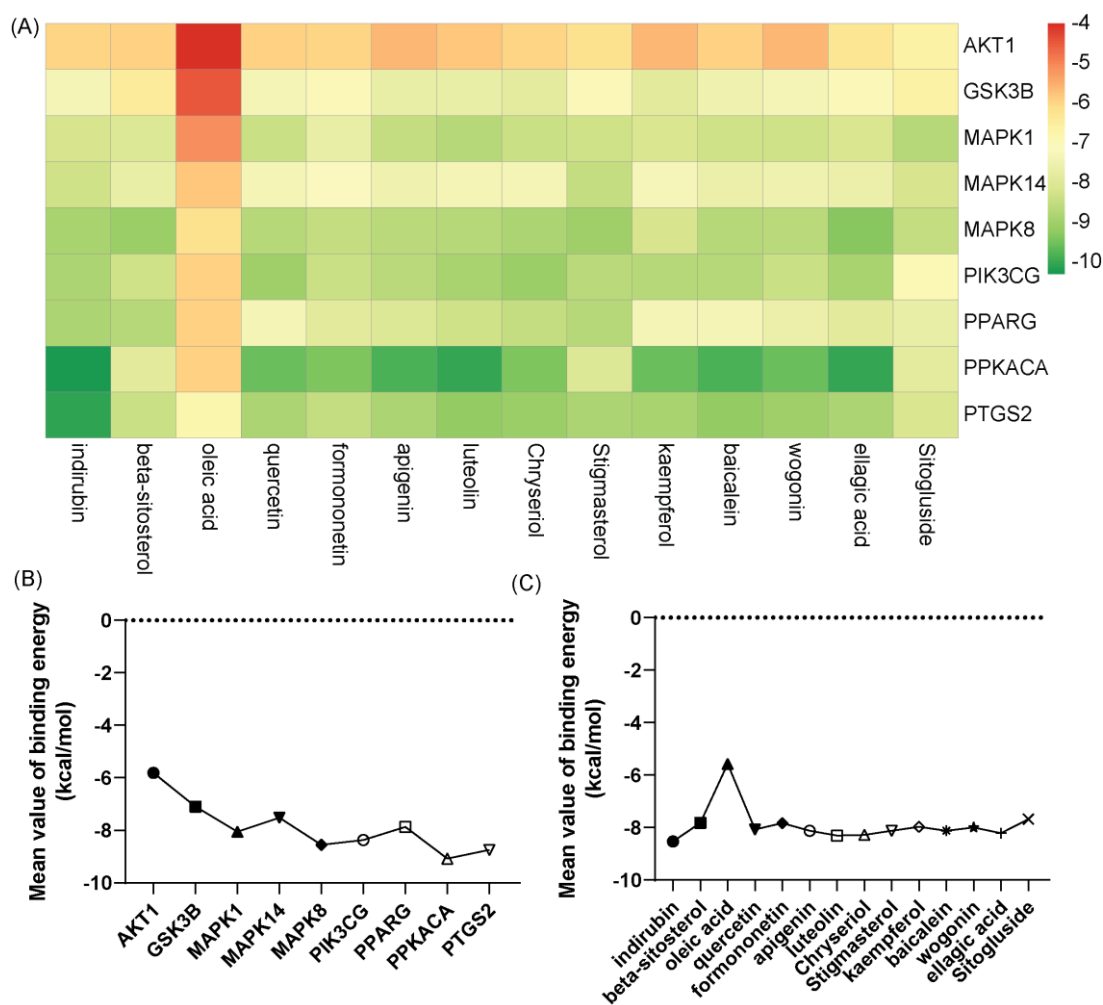 (A)
-4
-5
-6
-7
-8
-9
-10
AKT1
GSK3B
MAPK1
MAPK14
MAPK8
PIK3CG
PPARG
PPKACA
PTGS2
indirubin
beta-sitosterol
oleic acid
quercetin
formononetin
apigenin
luteolin
Chryseriol
Stigmasterol
kaempferol
baicalein
wogonin
ellagic acid
Sitogluside
(B)
Mean value of binding energy
(kcal/mol)
0
-2
-4
-6
-8
-10
AKT1
GSK3B
MAPK1
MAPK14
MAPK8
PIK3CG
PPARG
PPKACA
PTGS2
(C)
Mean value of binding energy
(kcal/mol)
0
-2
-4
-6
-8
-10
indirubin
beta-sitosterol
oleic acid
quercetin
formononetin
apigenin
luteolin
Chryseriol
Stigmasterol
kaempferol
baicalein
wogonin
ellagic acid
Sitogluside